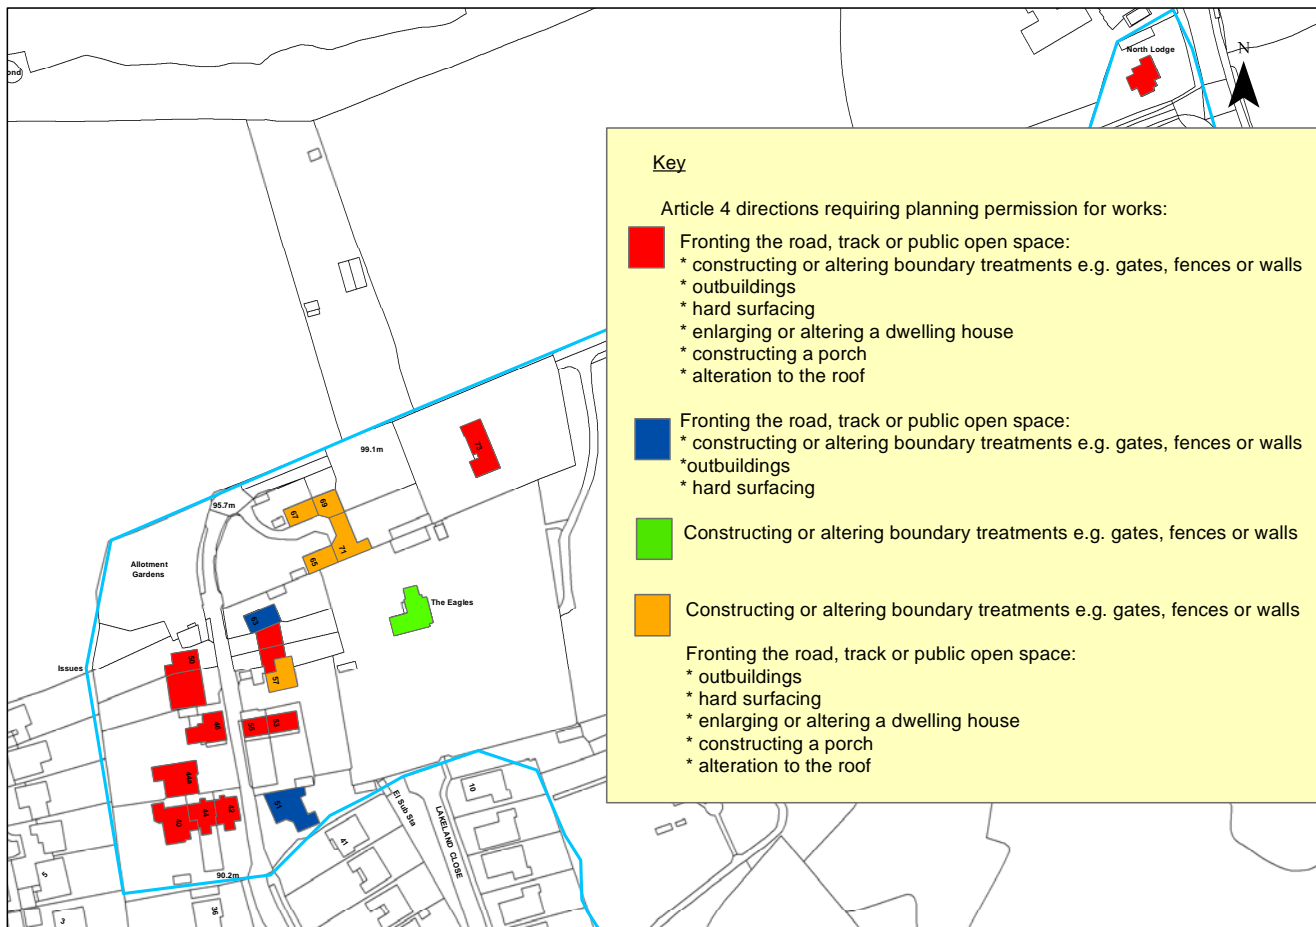 ond
North Lodge
N
Key
Article 4 directions requiring planning permission for works:
Fronting the road, track or public open space:
* constructing or altering boundary treatments e.g. gates, fences or walls
* outbuildings
* hard surfacing
* enlarging or altering a dwelling house
* constructing a porch
* alteration to the roof
Fronting the road, track or public open space:
* constructing or altering boundary treatments e.g. gates, fences or walls
*outbuildings
* hard surfacing
Constructing or altering boundary treatments e.g. gates, fences or walls
Constructing or altering boundary treatments e.g. gates, fences or walls
Fronting the road, track or public open space:
* outbuildings
* hard surfacing
* enlarging or altering a dwelling house
* constructing a porch
* alteration to the roof
73
99.1m
95.7m
69
67
71
65
Allotment
Gardens
The Eagles
63
Issues
50
57
46
55
53
44a
51
40
44
42
10
El Sub Sta
LAKELAND CLOSE
41
90.2m
5
3
36